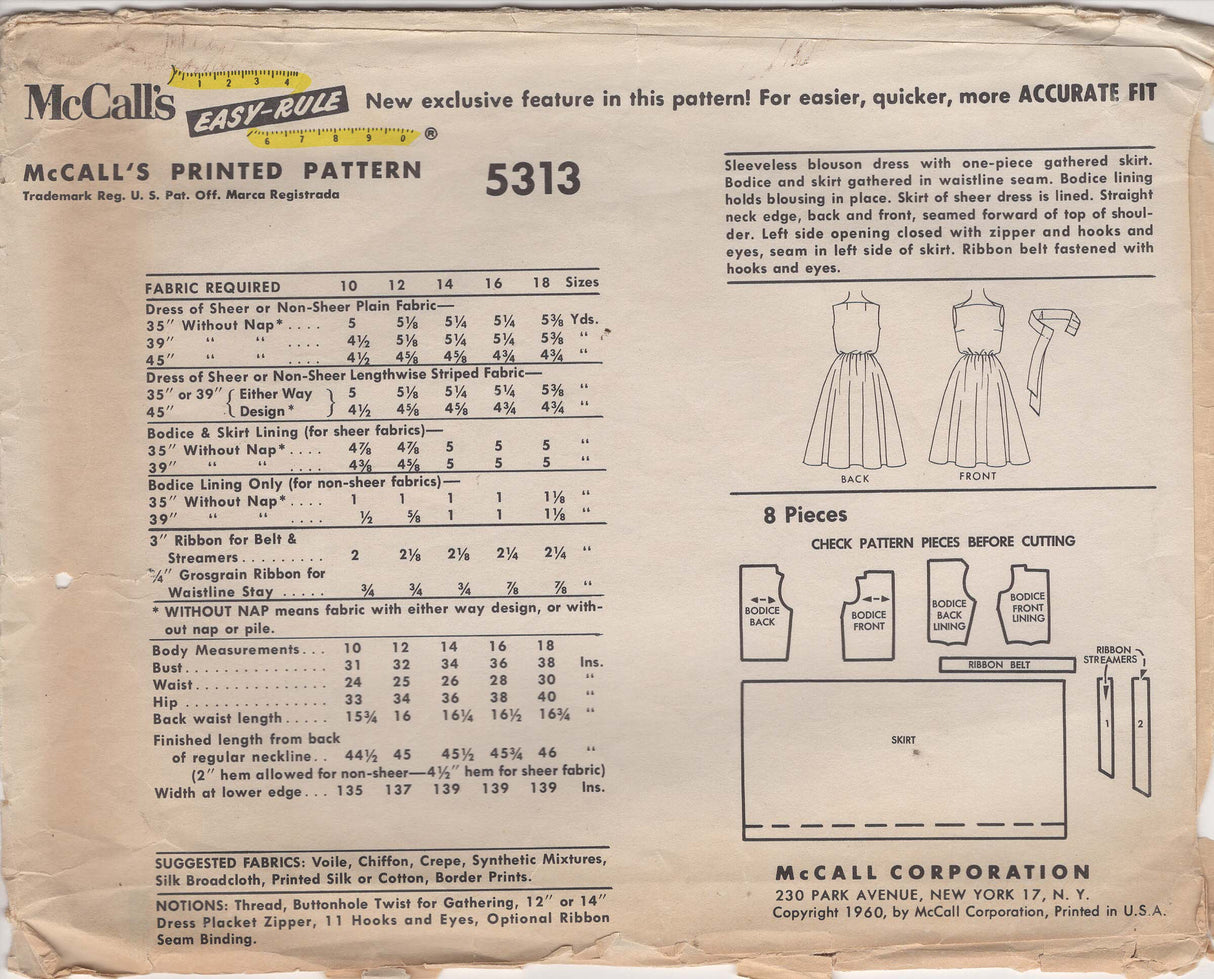 McCall's EASY-RULE ® New exclusive feature in this pattern! For easier, quicker, more ACCURATE FIT
1 2 3 4
6 7 8 9 0
McCALL'S PRINTED PATTERN 5313
Trademark Reg. U. S. Pat. Off. Marca Registrada
Sleeveless blouson dress with one-piece gathered skirt.
Bodice and skirt gathered in waistline seam. Bodice lining
holds blousing in place. Skirt of sheer dress is lined. Straight
neck edge, back and front, seamed forward of top of shoul-
der. Left side opening closed with zipper and hooks and
eyes, seam in left side of skirt. Ribbon belt fastened with
hooks and eyes.
FABRIC REQUIRED 10 12 14 16 18 Sizes
Dress of Sheer or Non-Sheer Plain Fabric—
35" Without Nap* .... 5 5⅛ 5¼ 5¼ 5⅜ Yds.
39" " " .... 4½ 5⅛ 5¼ 5¼ 5⅜ "
45" " " .... 4½ 4⅝ 4⅝ 4¾ 4¾ "
Dress of Sheer or Non-Sheer Lengthwise Striped Fabric—
35" or 39" { Either Way } 5 5⅛ 5¼ 5¼ 5⅜ "
45" { Design * } 4½ 4⅝ 4⅝ 4¾ 4¾ "
Bodice & Skirt Lining (for sheer fabrics)—
35" Without Nap* .... 4⅞ 4⅞ 5 5 5 "
39" " " .... 4⅜ 4⅝ 5 5 5 "
Bodice Lining Only (for non-sheer fabrics)—
35" Without Nap* .... 1 1 1 1 1⅛ "
39" " " .... ½ ⅝ 1 1 1⅛ "
3" Ribbon for Belt &
Streamers ......... 2 2⅛ 2⅛ 2¼ 2¼ "
¼" Grosgrain Ribbon for
Waistline Stay ..... ¾ ¾ ¾ ⅞ ⅞ "
* WITHOUT NAP means fabric with either way design, or with-
out nap or pile.
Body Measurements... 10 12 14 16 18
Bust............... 31 32 34 36 38 Ins.
Waist.............. 24 25 26 28 30 "
Hip ............... 33 34 36 38 40 "
Back waist length..... 15¾ 16 16¼ 16½ 16¾ "
Finished length from back
of regular neckline.. 44½ 45 45½ 45¾ 46 "
(2" hem allowed for non-sheer—4½" hem for sheer fabric)
Width at lower edge... 135 137 139 139 139 Ins.
SUGGESTED FABRICS: Voile, Chiffon, Crepe, Synthetic Mixtures,
Silk Broadcloth, Printed Silk or Cotton, Border Prints.
NOTIONS: Thread, Buttonhole Twist for Gathering, 12" or 14"
Dress Placket Zipper, 11 Hooks and Eyes, Optional Ribbon
Seam Binding.
BACK FRONT
8 Pieces
CHECK PATTERN PIECES BEFORE CUTTING
BODICE
BACK
BODICE
FRONT
BODICE
BACK
LINING
BODICE
FRONT
LINING
RIBBON BELT
RIBBON
STREAMERS
1 2
SKIRT
McCALL CORPORATION
230 PARK AVENUE, NEW YORK 17, N. Y.
Copyright 1960, by McCall Corporation, Printed in U.S.A.